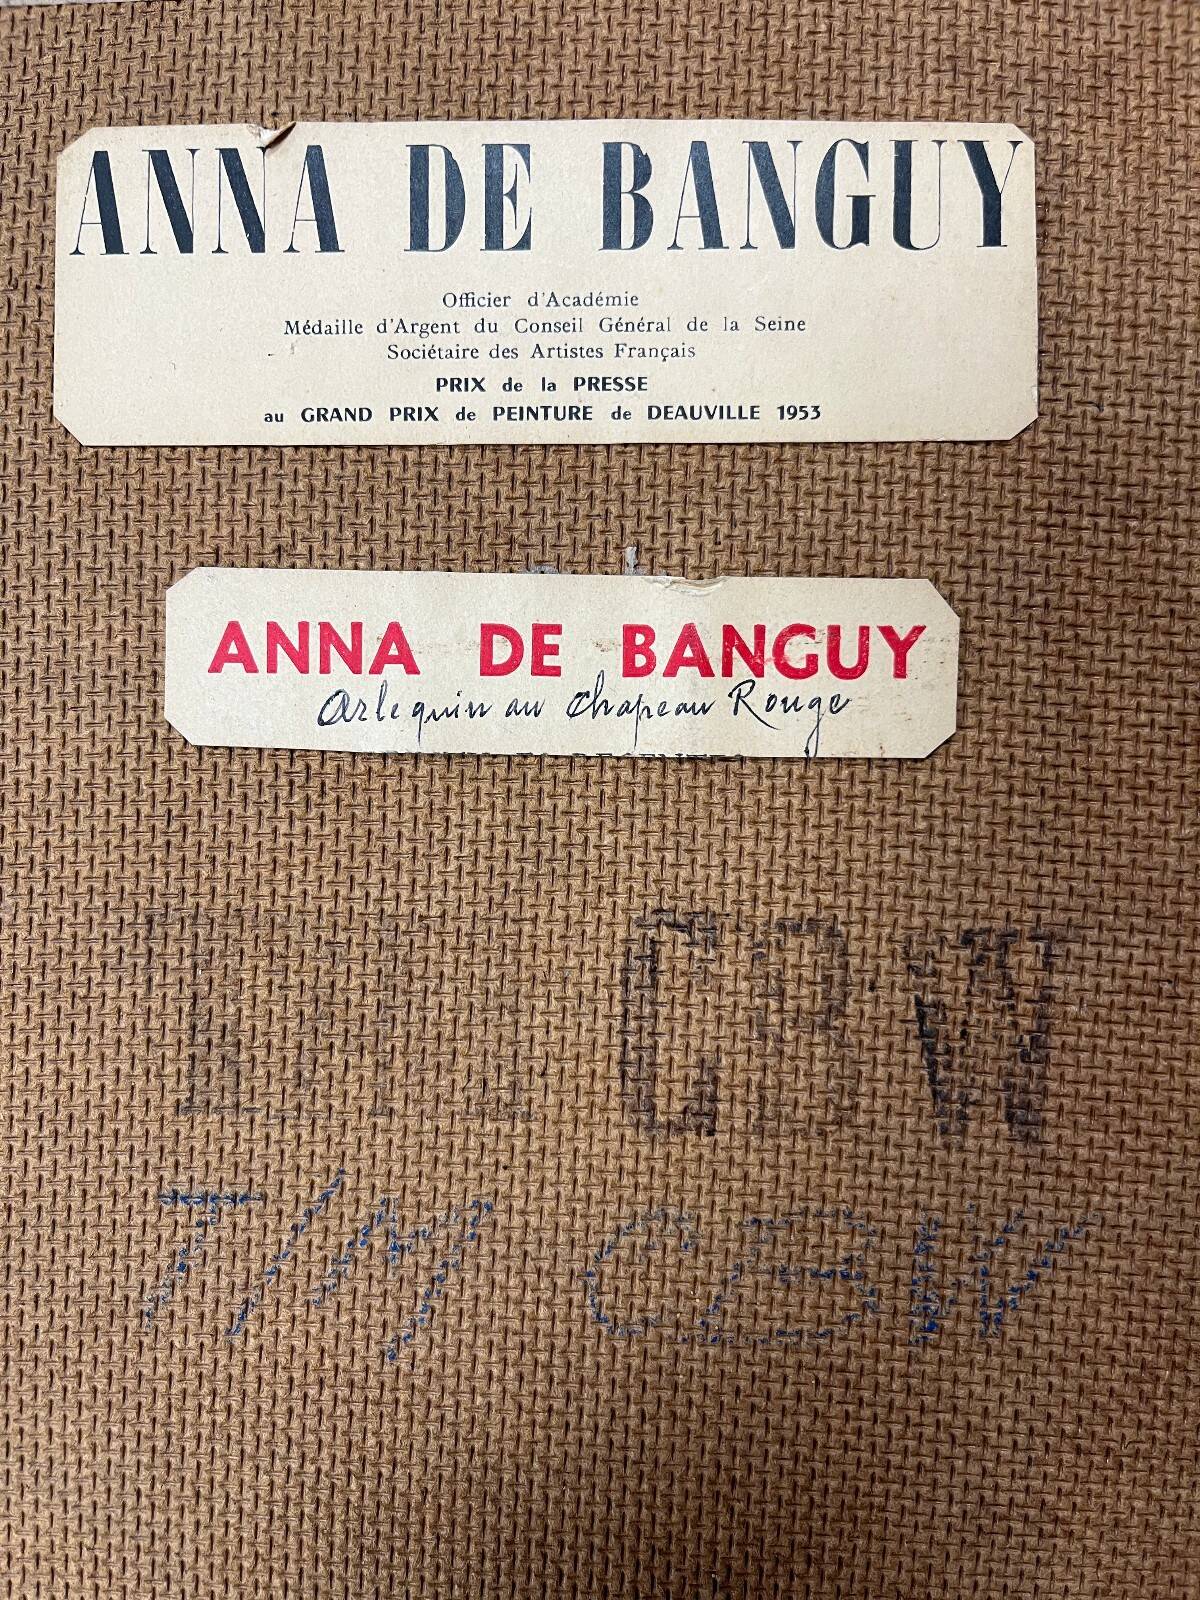 ANNA DE BANGUY
Officier d'Académie
Médaille d'Argent du Conseil Général de la Seine
Sociétaire des Artistes Français
PRIX de la PRESSE
au GRAND PRIX de PEINTURE de DEAUVILLE 1953
ANNA DE BANGUY
Arlequin au Chapeau Rouge